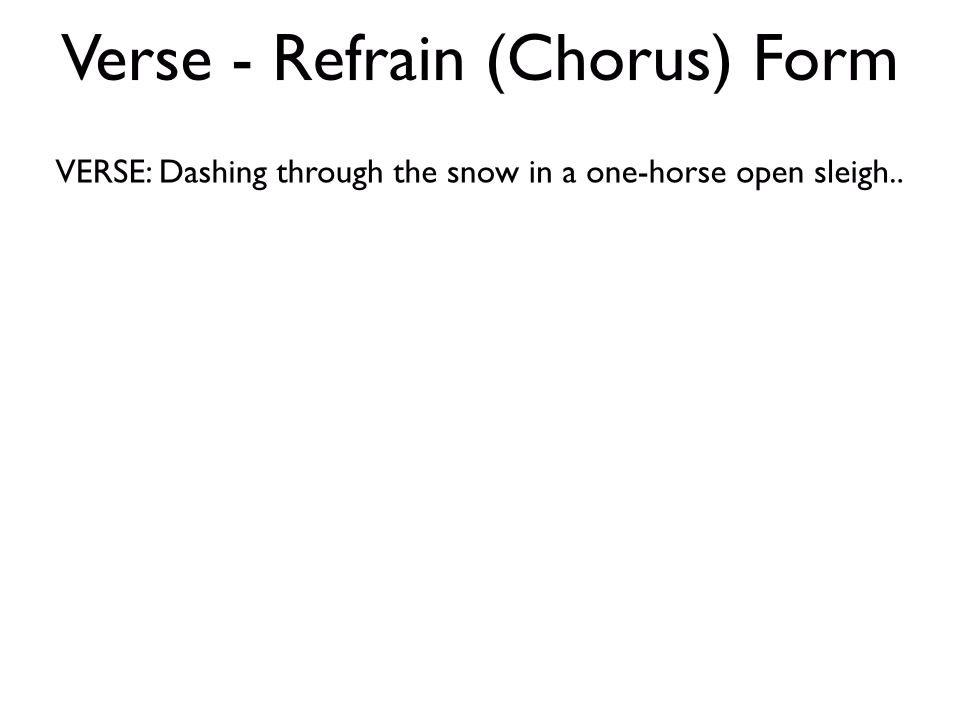 Verse - Refrain (Chorus) Form
VERSE: Dashing through the snow in a one-horse open sleigh..